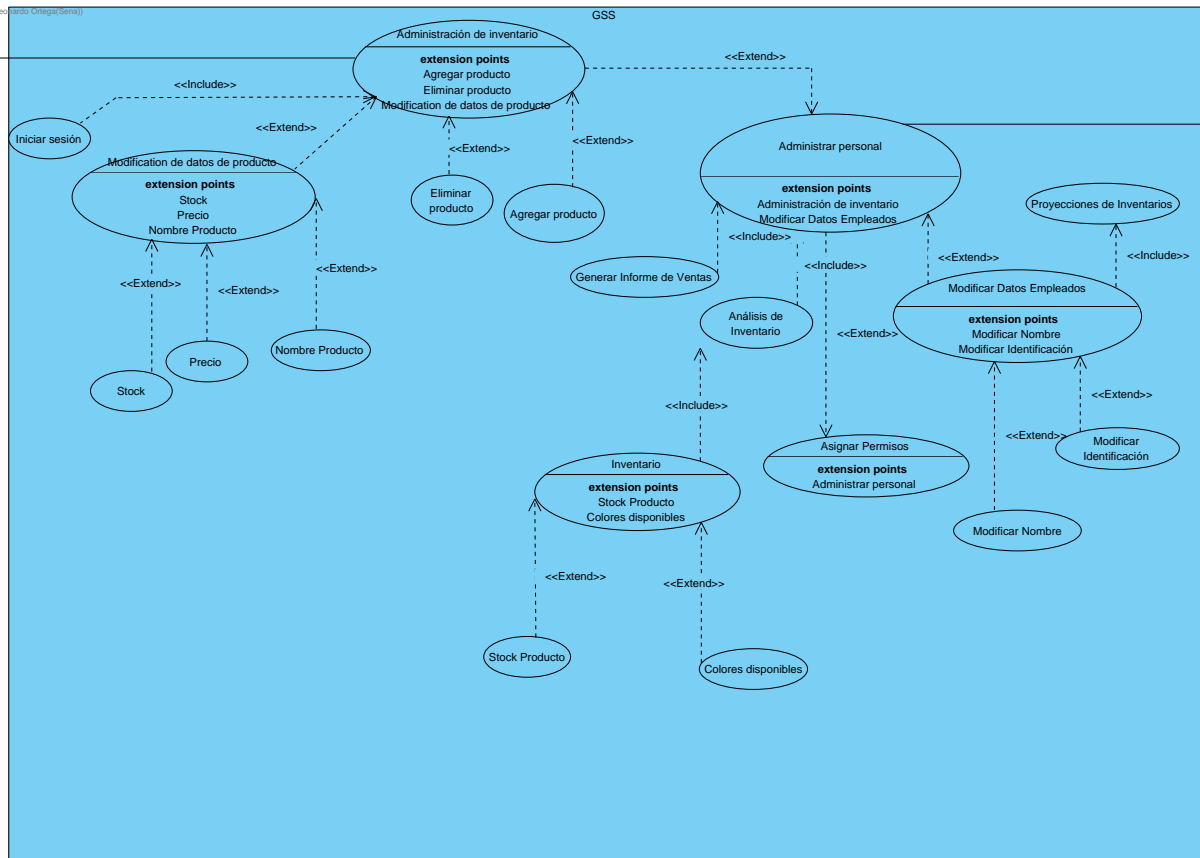 Leonardo Ortega(Sena))
GSS
Administración de inventario
extension points
Agregar producto
Eliminar producto
Modification de datos de producto
<<Extend>>
<<Include>>
Iniciar sesión
<<Extend>>
<<Extend>>
<<Extend>>
Administrar personal
extension points
Administración de inventario
Modificar Datos Empleados
Modification de datos de producto
extension points
Stock
Precio
Nombre Producto
Eliminar
producto
Agregar producto
Proyecciones de Inventarios
<<Include>>
<<Extend>>
<<Include>>
<<Include>>
<<Extend>>
<<Extend>>
<<Extend>>
Generar Informe de Ventas
Modificar Datos Empleados
extension points
Modificar Nombre
Modificar Identificación
Análisis de
Inventario
<<Extend>>
Nombre Producto
Precio
Stock
<<Include>>
<<Extend>>
<<Extend>>
Modificar
Identificación
Asignar Permisos
extension points
Administrar personal
Inventario
extension points
Stock Producto
Colores disponibles
Modificar Nombre
<<Extend>>
<<Extend>>
Stock Producto
Colores disponibles